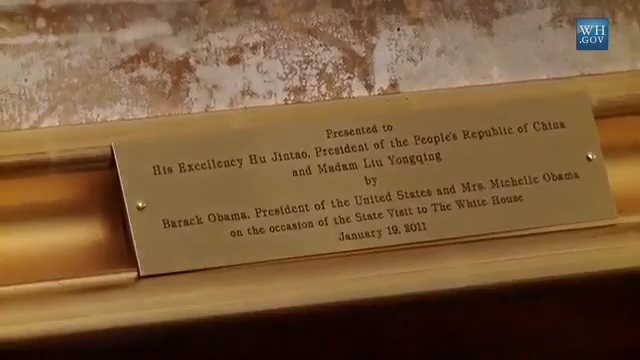 WH
.GOV
Presented to
His Excellency Hu Jintao, President of the People's Republic of China
and Madam Liu Yongqing
by
Barack Obama, President of the United States and Mrs. Michelle Obama
on the occasion of the State Visit to The White House
January 19, 2011